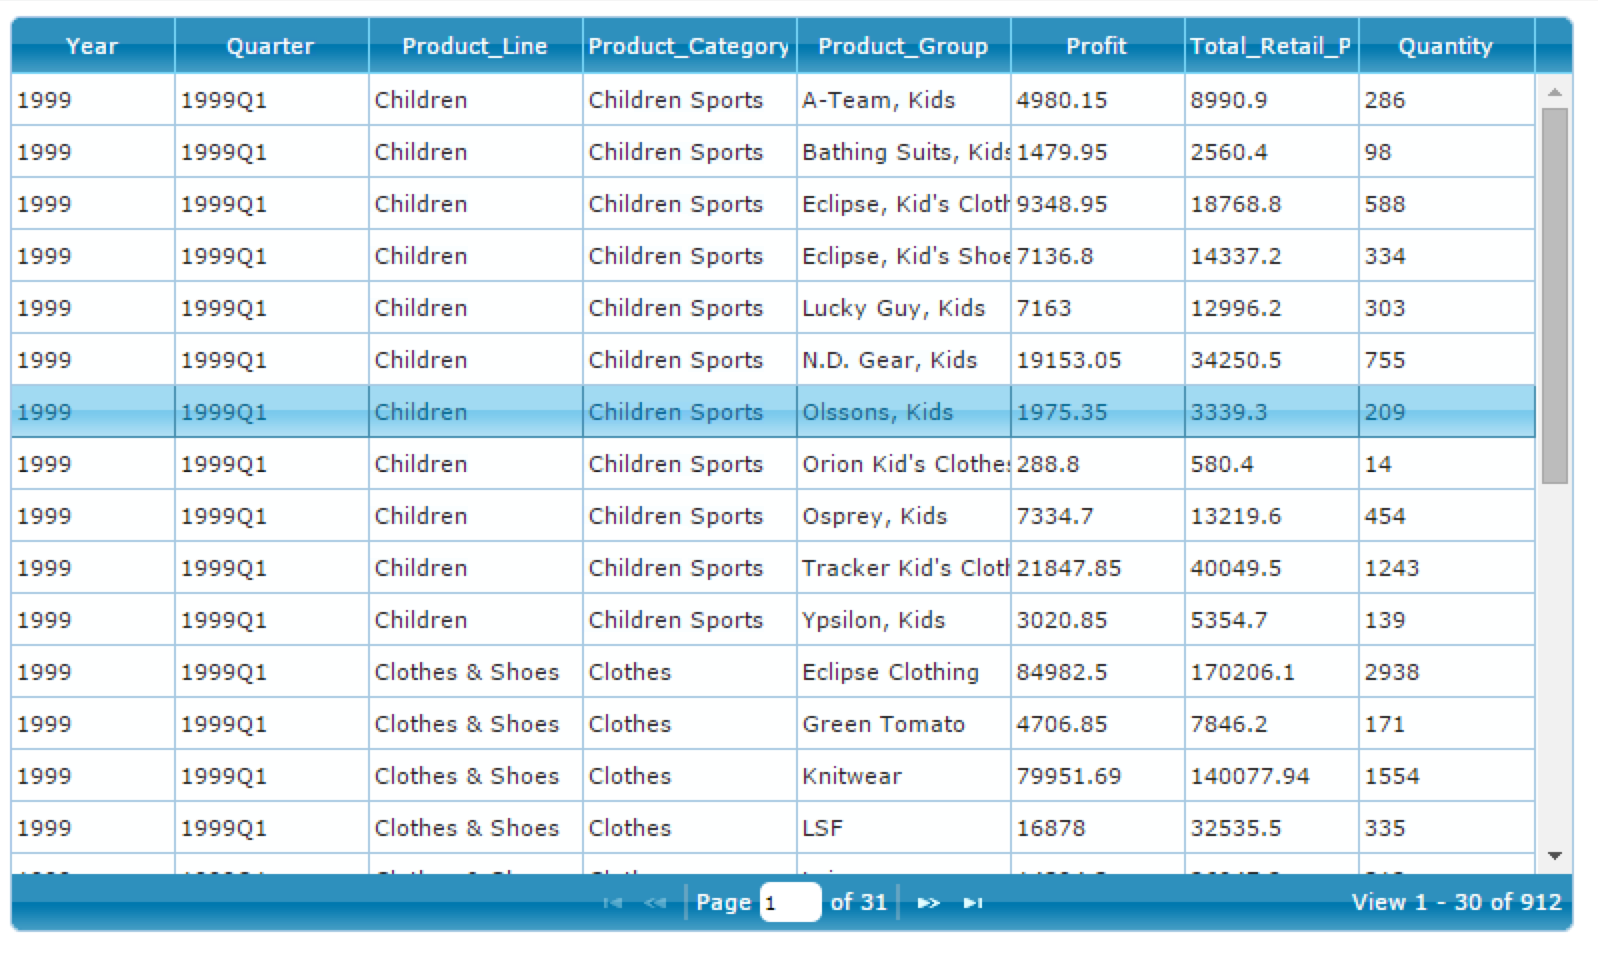 Year Quarter Product_Line Product_Category Product_Group Profit Total_Retail_P Quantity
1999 1999Q1 Children Children Sports A-Team, Kids 4980.15 8990.9 286
1999 1999Q1 Children Children Sports Bathing Suits, Kids 1479.95 2560.4 98
1999 1999Q1 Children Children Sports Eclipse, Kid's Cloth 9348.95 18768.8 588
1999 1999Q1 Children Children Sports Eclipse, Kid's Shoe 7136.8 14337.2 334
1999 1999Q1 Children Children Sports Lucky Guy, Kids 7163 12996.2 303
1999 1999Q1 Children Children Sports N.D. Gear, Kids 19153.05 34250.5 755
1999 1999Q1 Children Children Sports Olssons, Kids 1975.35 3339.3 209
1999 1999Q1 Children Children Sports Orion Kid's Clothes 288.8 580.4 14
1999 1999Q1 Children Children Sports Osprey, Kids 7334.7 13219.6 454
1999 1999Q1 Children Children Sports Tracker Kid's Cloth 21847.85 40049.5 1243
1999 1999Q1 Children Children Sports Ypsilon, Kids 3020.85 5354.7 139
1999 1999Q1 Clothes & Shoes Clothes Eclipse Clothing 84982.5 170206.1 2938
1999 1999Q1 Clothes & Shoes Clothes Green Tomato 4706.85 7846.2 171
1999 1999Q1 Clothes & Shoes Clothes Knitwear 79951.69 140077.94 1554
1999 1999Q1 Clothes & Shoes Clothes LSF 16878 32535.5 335
Page 1 of 31 View 1 - 30 of 912